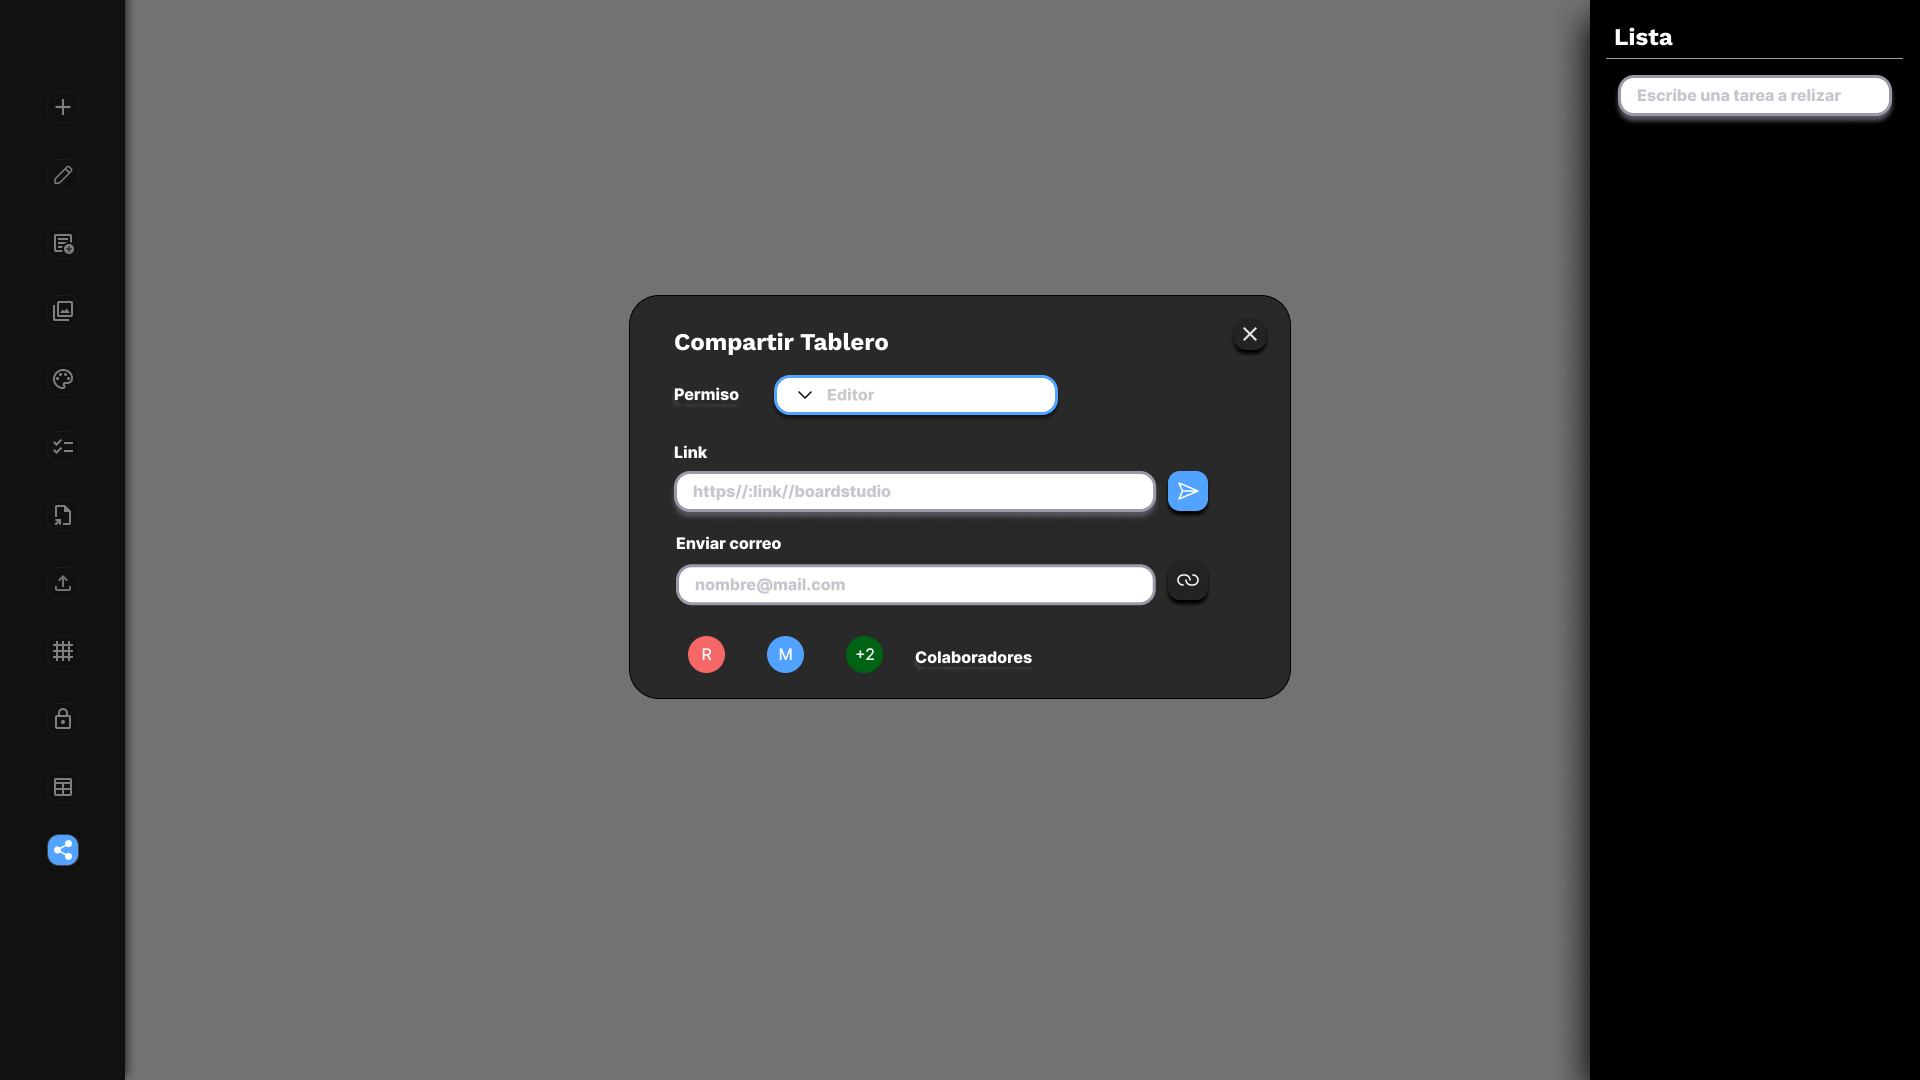 Lista
Escribe una tarea a relizar
Compartir Tablero
Permiso
Editor
Link
https//:link//boardstudio
Enviar correo
nombre@mail.com
R
M
+2
Colaboradores